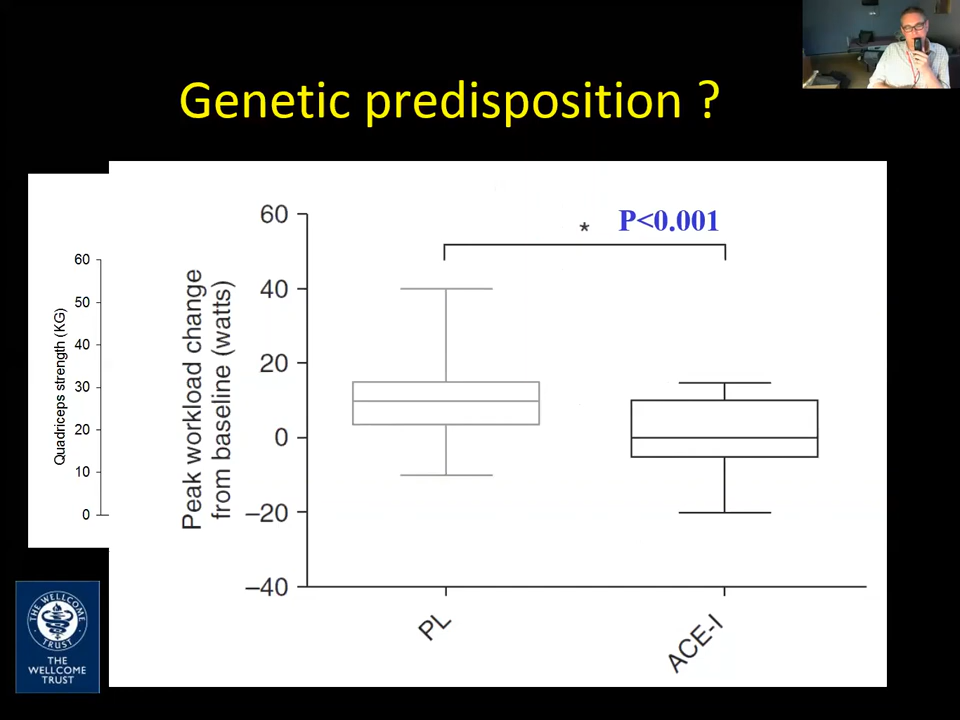 Genetic predisposition ?
60
50
40
30
20
10
0
Quadriceps strength (KG)
Peak workload change
from baseline (watts)
60
40
20
0
–20
–40
* P<0.001
PL
ACE-I
THE WELLCOME TRUST
THE
WELLCOME
TRUST